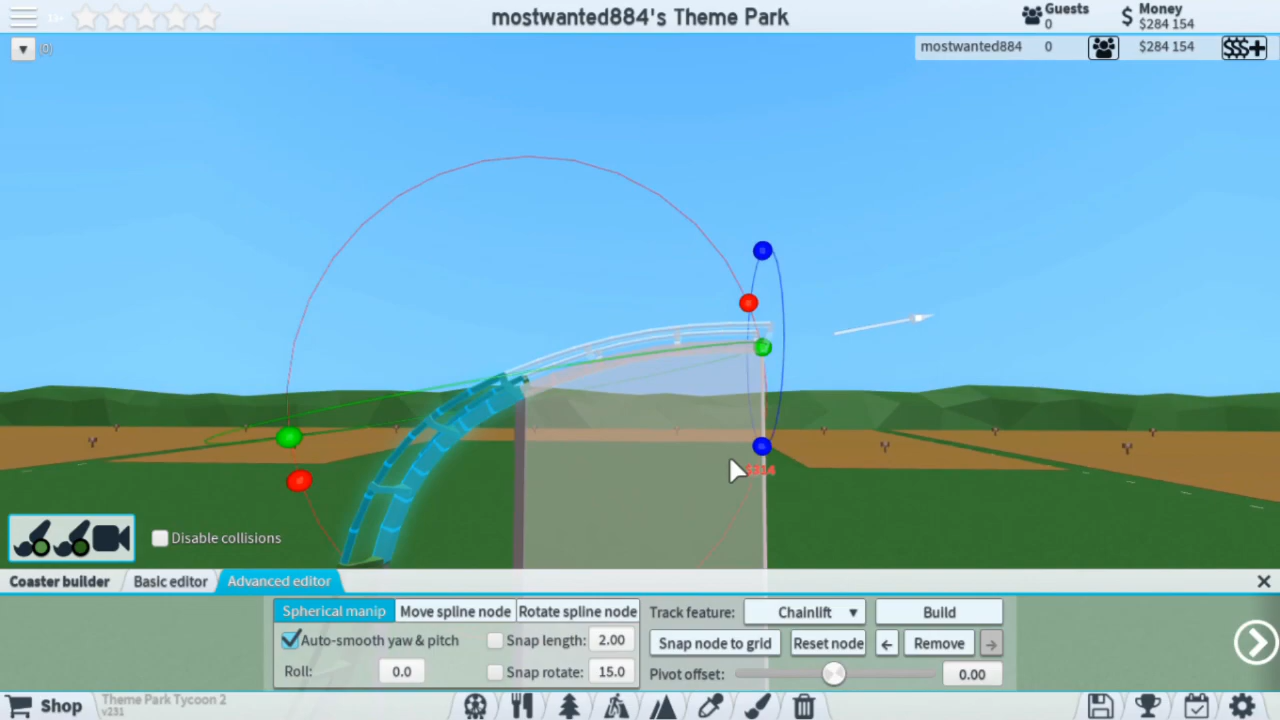 mostwanted884's Theme Park
Guests
0
Money
$284 154
(0)
mostwanted884 0 $284 154
$$$+
Disable collisions
Coaster builder Basic editor Advanced editor
Spherical manip Move spline node Rotate spline node Track feature: Chainlift Build
Auto-smooth yaw & pitch Snap length: 2.00 Snap node to grid Reset node Remove
Roll: 0.0 Snap rotate: 15.0 Pivot offset: 0.00
Shop
Theme Park Tycoon 2
v231